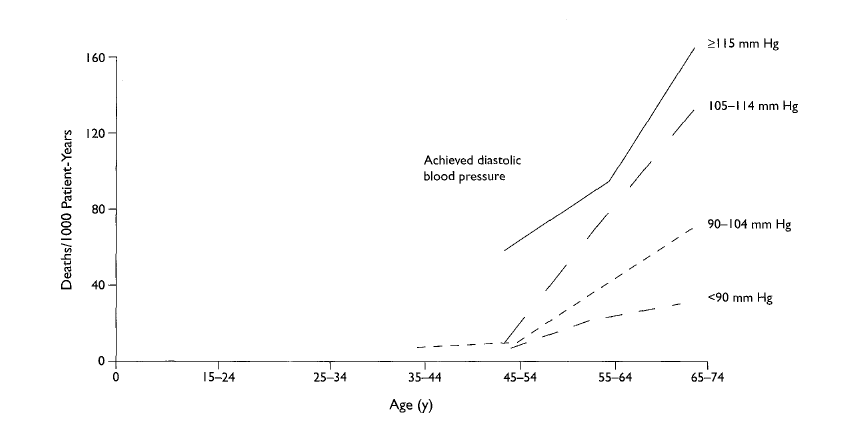 ≥115 mm Hg
160
105–114 mm Hg
120
Achieved diastolic
blood pressure
Deaths/1000 Patient-Years
80
90–104 mm Hg
40
<90 mm Hg
0
0 15–24 25–34 35–44 45–54 55–64 65–74
Age (y)